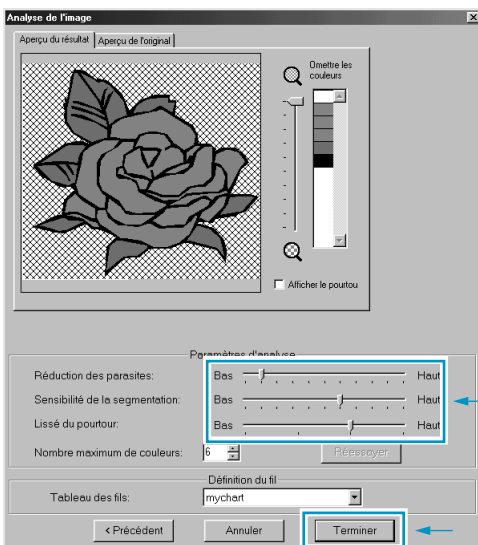 Analyse de l'image
Aperçu du résultat Aperçu de l'original
Omettre les
couleurs
Afficher le pourtou
Paramètres d'analyse
Réduction des parasites: Bas Haut
Sensibilité de la segmentation: Bas Haut
Lissé du pourtour: Bas Haut
Nombre maximum de couleurs: 6 Réessayer
Définition du fil
Tableau des fils: mychart
< Précédent Annuler Terminer